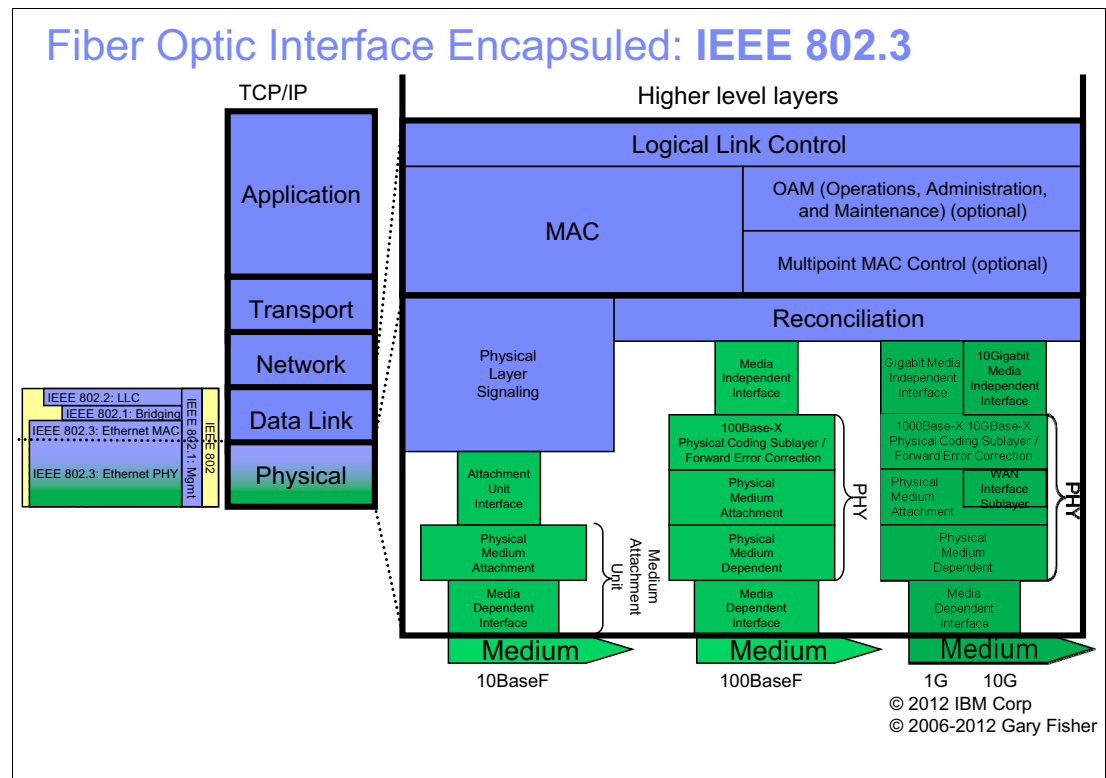 Fiber Optic Interface Encapsuled: IEEE 802.3
TCP/IP
Application
Transport
Network
Data Link
Physical
IEEE 802.2: LLC
IEEE 802.1: Bridging
IEEE 802.3: Ethernet MAC
IEEE 802.3: Ethernet PHY
IEEE 802.1: Mgmt
IEEE 802
Higher level layers
Logical Link Control
MAC
OAM (Operations, Administration,
and Maintenance) (optional)
Multipoint MAC Control (optional)
Physical
Layer
Signaling
Reconciliation
Attachment
Unit
Interface
Physical
Medium
Attachment
Media
Dependent
Interface
Medium
Attachment
Unit
Medium
10BaseF
Media
Independent
Interface
100Base-X
Physical Coding Sublayer /
Forward Error Correction
Physical
Medium
Attachment
Physical
Medium
Dependent
PHY
Media
Dependent
Interface
Medium
100BaseF
Gigabit Media
Independent
Interface
10Gigabit
Media
Independent
Interface
1000Base-X 10GBase-X
Physical Coding Sublayer /
Forward Error Correction
Physical
Medium
Attachment
WAN
Interface
Sublayer
Physical
Medium
Dependent
PHY
Media
Dependent
Interface
Medium
1G 10G
© 2012 IBM Corp
© 2006-2012 Gary Fisher